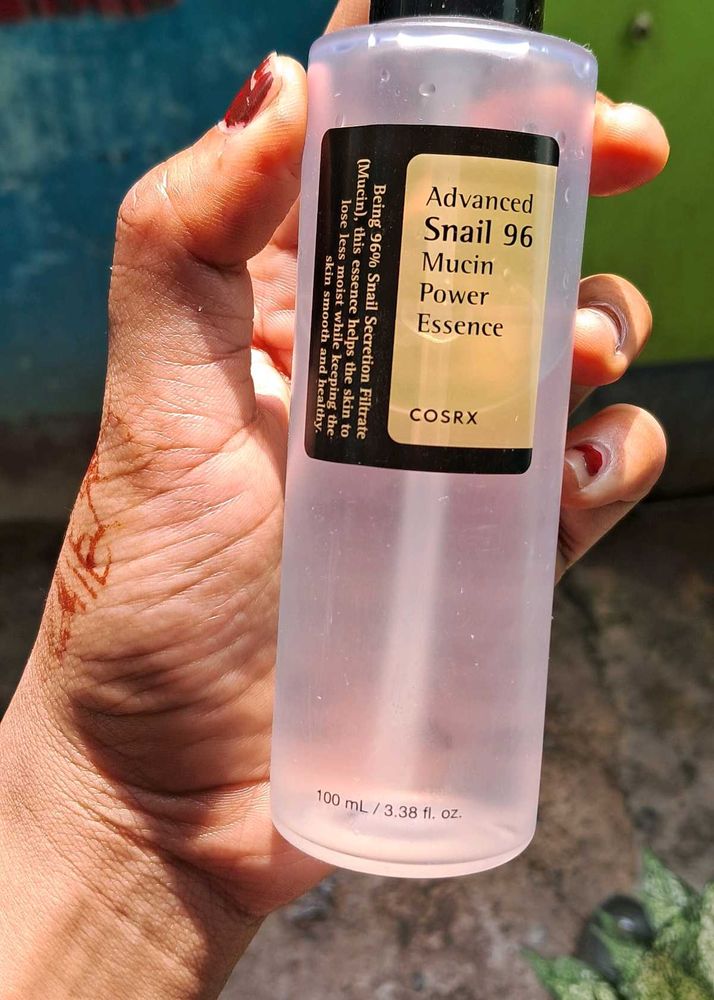 Advanced
Snail 96
Mucin
Power
Essence
COSRX
Being 96% Snail Secretion Filtrate
(Mucin), this essence helps the skin to
lose less moist while keeping the
skin smooth and healthy.
100 mL / 3.38 fl. oz.